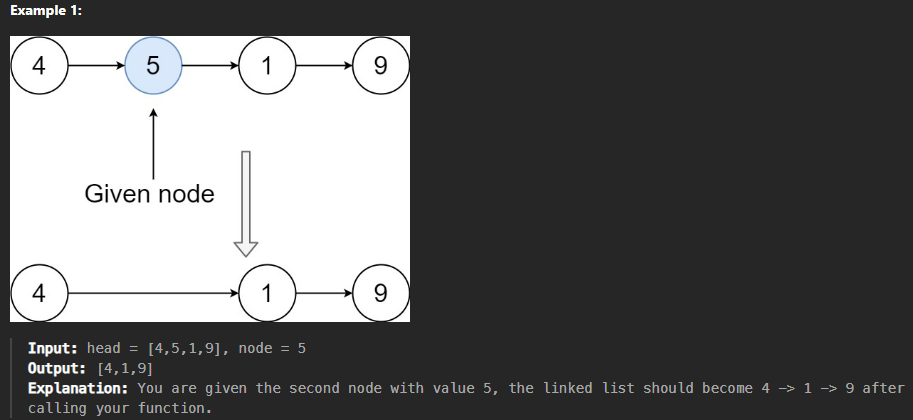 Example 1:
4 5 1 9
Given node
4 1 9
Input: head = [4,5,1,9], node = 5
Output: [4,1,9]
Explanation: You are given the second node with value 5, the linked list should become 4 -> 1 -> 9 after
calling your function.